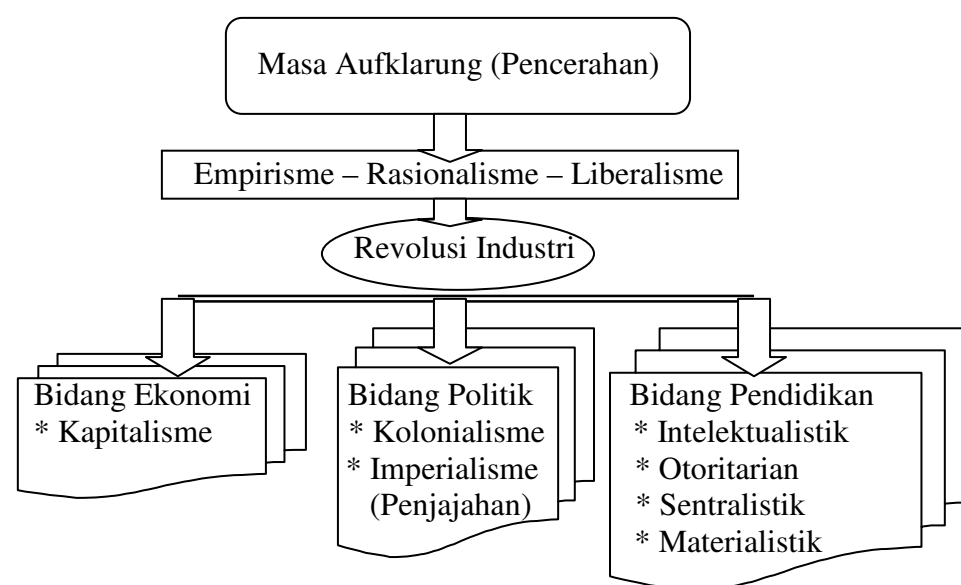 Masa Aufklarung (Pencerahan)
Empirisme – Rasionalisme – Liberalisme
Revolusi Industri
Bidang Ekonomi
* Kapitalisme
Bidang Politik
* Kolonialisme
* Imperialisme
(Penjajahan)
Bidang Pendidikan
* Intelektualistik
* Otoritarian
* Sentralistik
* Materialistik